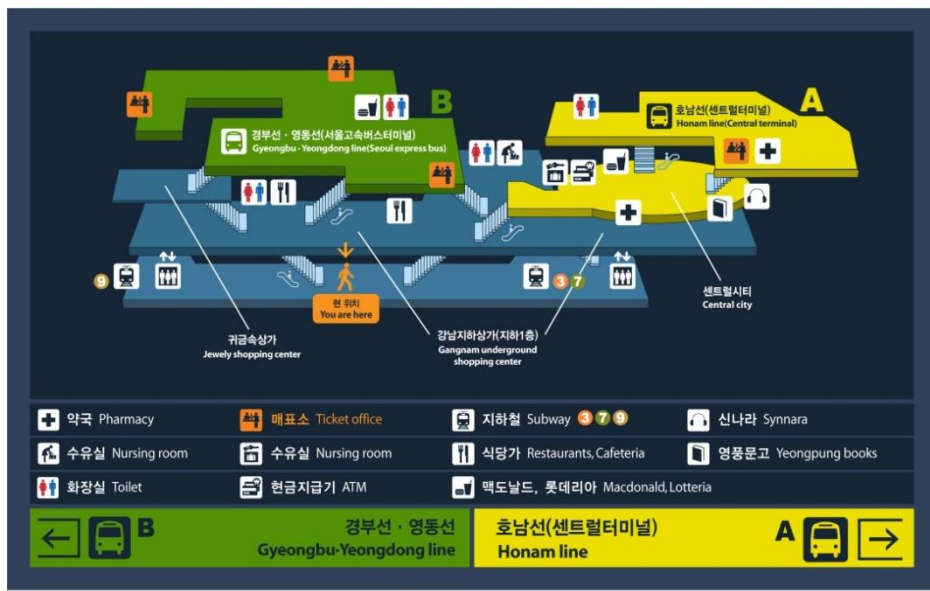 B
A
호남선(센트럴터미널)
Honam line(Central terminal)
경부선 · 영동선(서울고속버스터미널)
Gyeongbu · Yeongdong line(Seoul express bus)
9
3 7
현 위치
You are here
센트럴시티
Central city
귀금속상가
Jewely shopping center
강남지하상가(지하1층)
Gangnam underground
shopping center
약국 Pharmacy
매표소 Ticket office
지하철 Subway 3 7 9
신나라 Synnara
수유실 Nursing room
수유실 Nursing room
식당가 Restaurants, Cafeteria
영풍문고 Yeongpung books
화장실 Toilet
현금지급기 ATM
맥도날드, 롯데리아 Macdonald, Lotteria
B
경부선 · 영동선
Gyeongbu·Yeongdong line
호남선(센트럴터미널)
Honam line
A